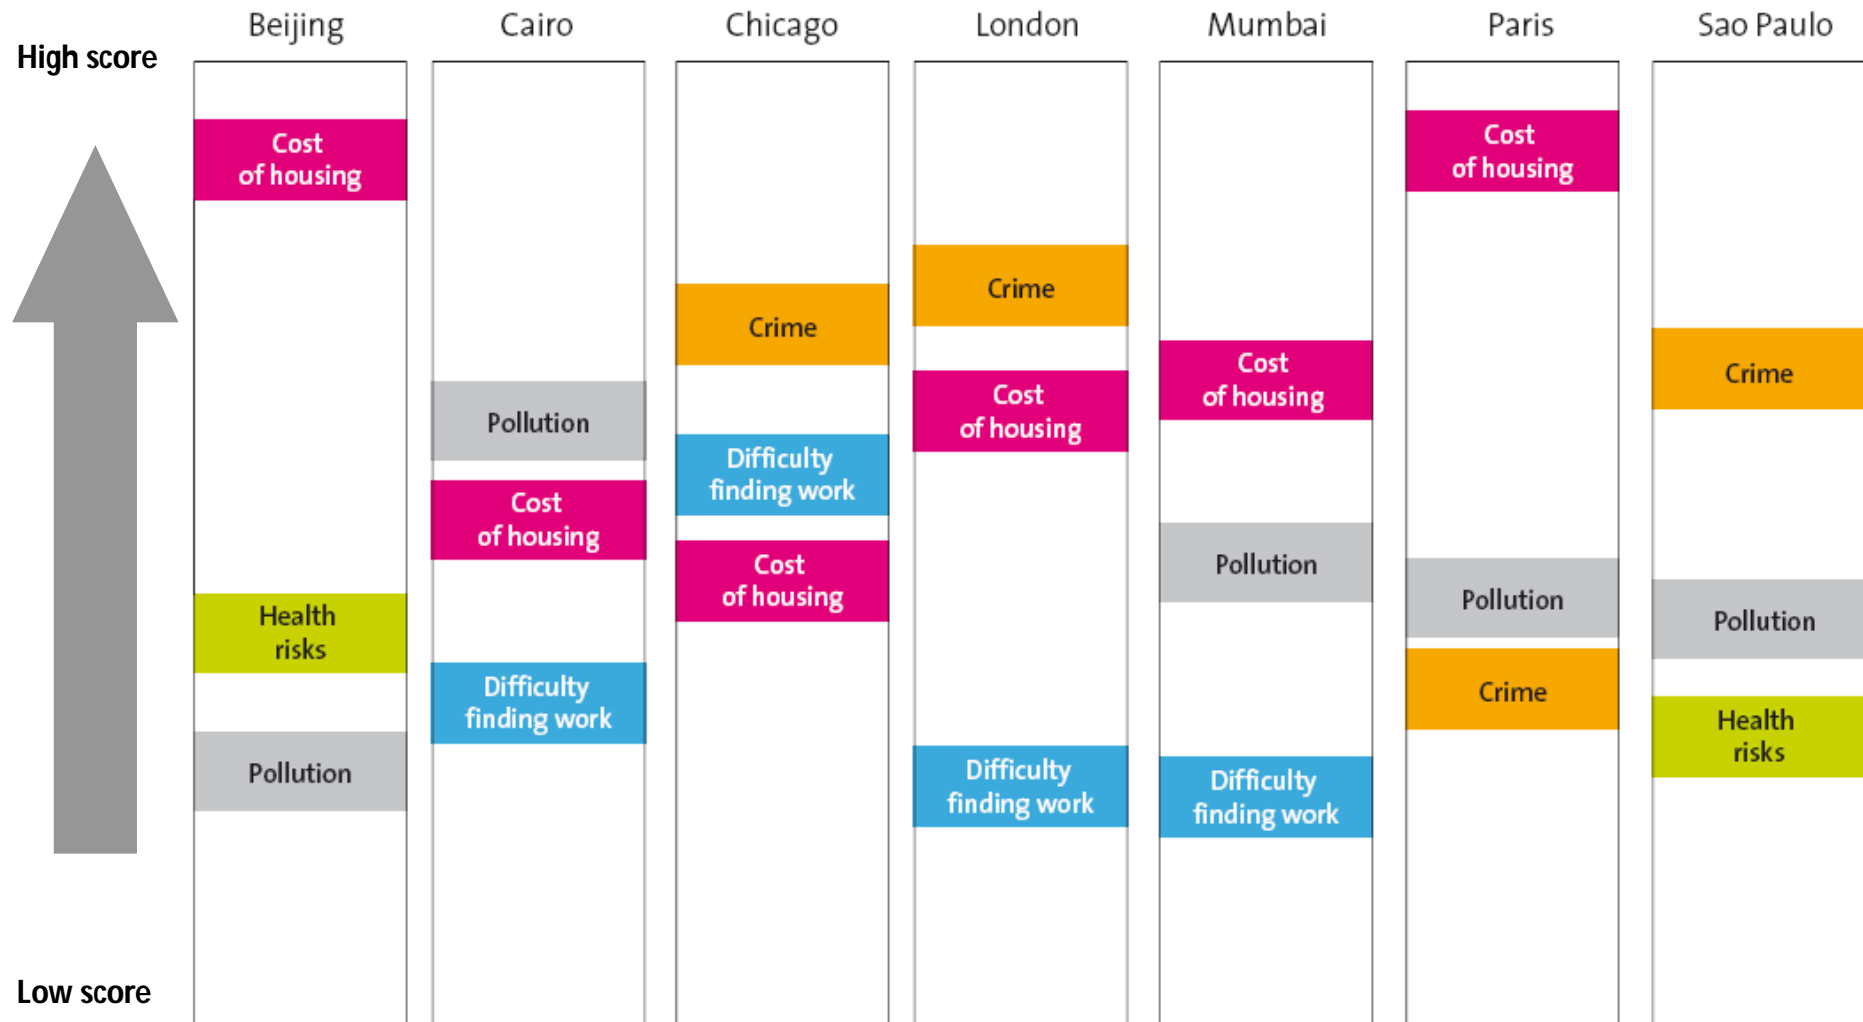 Beijing
Cairo
Chicago
London
Mumbai
Paris
Sao Paulo
High score
Cost
of housing
Health
risks
Pollution
Pollution
Cost
of housing
Difficulty
finding work
Crime
Difficulty
finding work
Cost
of housing
Crime
Cost
of housing
Difficulty
finding work
Cost
of housing
Pollution
Difficulty
finding work
Cost
of housing
Pollution
Crime
Crime
Pollution
Health
risks
Low score